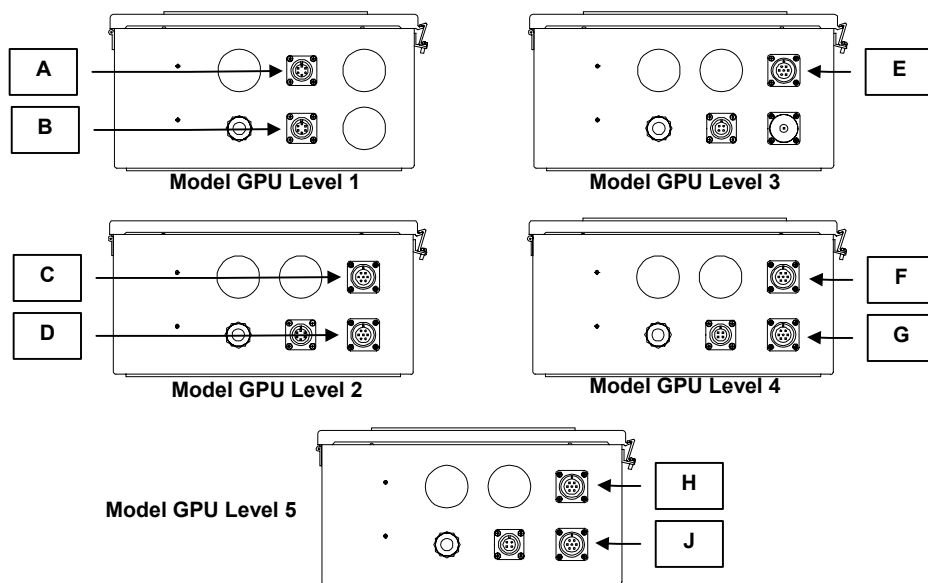 A
B
Model GPU Level 1
E
Model GPU Level 3
C
D
Model GPU Level 2
F
G
Model GPU Level 4
Model GPU Level 5
H
J